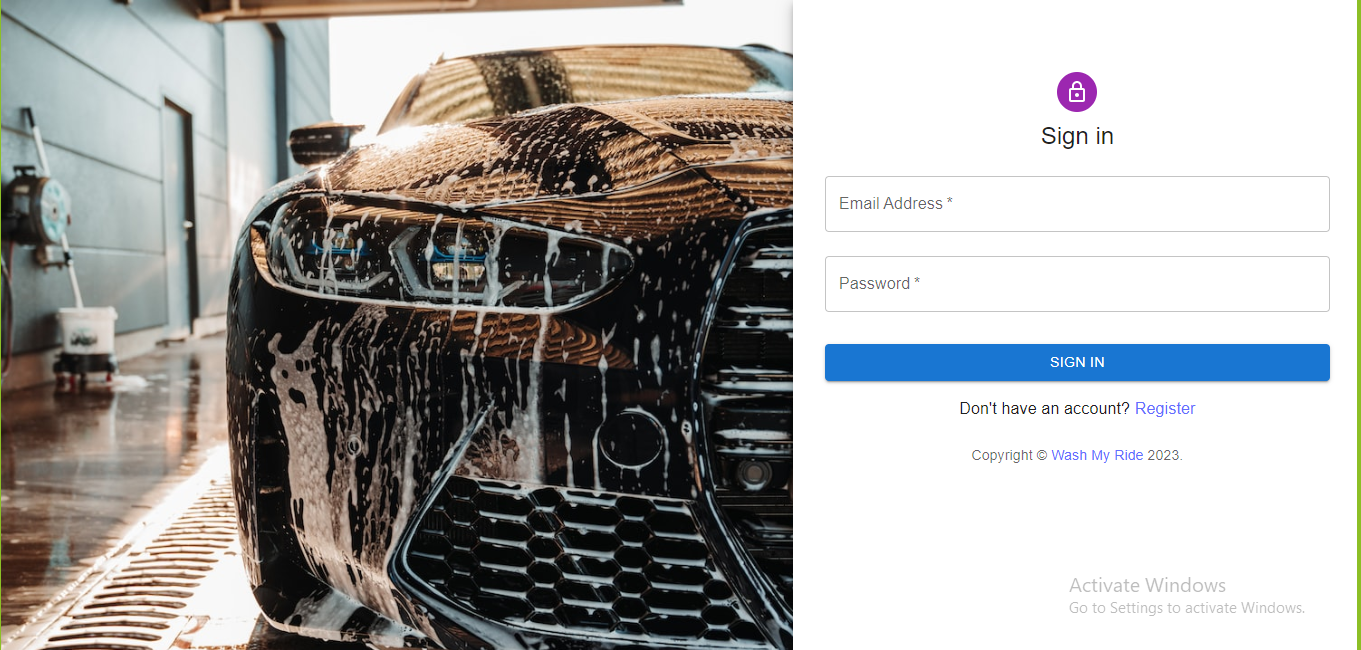 Sign in
Email Address *
Password *
SIGN IN
Don't have an account? Register
Copyright © Wash My Ride 2023.
Activate Windows
Go to Settings to activate Windows.